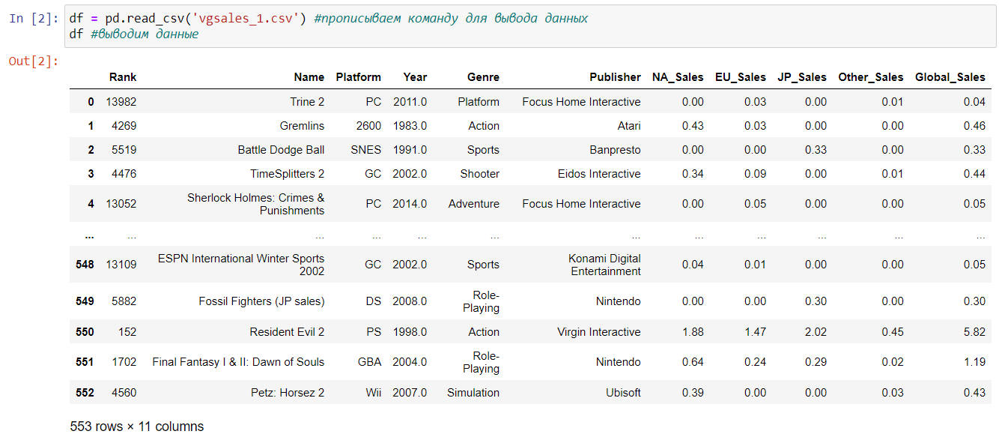 In [2]: df = pd.read_csv('vgsales_1.csv') #прописываем команду для вывода данных
df #выводим данные
Out[2]:
Rank Name Platform Year Genre Publisher NA_Sales EU_Sales JP_Sales Other_Sales Global_Sales
0 13982 Trine 2 PC 2011.0 Platform Focus Home Interactive 0.00 0.03 0.00 0.01 0.04
1 4269 Gremlins 2600 1983.0 Action Atari 0.43 0.03 0.00 0.00 0.46
2 5519 Battle Dodge Ball SNES 1991.0 Sports Banpresto 0.00 0.00 0.33 0.00 0.33
3 4476 TimeSplitters 2 GC 2002.0 Shooter Eidos Interactive 0.34 0.09 0.00 0.01 0.44
4 13052 Sherlock Holmes: Crimes &
Punishments PC 2014.0 Adventure Focus Home Interactive 0.00 0.05 0.00 0.00 0.05
... ... ... ... ... ... ... ... ... ... ... ...
548 13109 ESPN International Winter Sports
2002 GC 2002.0 Sports Konami Digital
Entertainment 0.04 0.01 0.00 0.00 0.05
549 5882 Fossil Fighters (JP sales) DS 2008.0 Role-
Playing Nintendo 0.00 0.00 0.30 0.00 0.30
550 152 Resident Evil 2 PS 1998.0 Action Virgin Interactive 1.88 1.47 2.02 0.45 5.82
551 1702 Final Fantasy I & II: Dawn of Souls GBA 2004.0 Role-
Playing Nintendo 0.64 0.24 0.29 0.02 1.19
552 4560 Petz: Horsez 2 Wii 2007.0 Simulation Ubisoft 0.39 0.00 0.00 0.03 0.43
553 rows × 11 columns